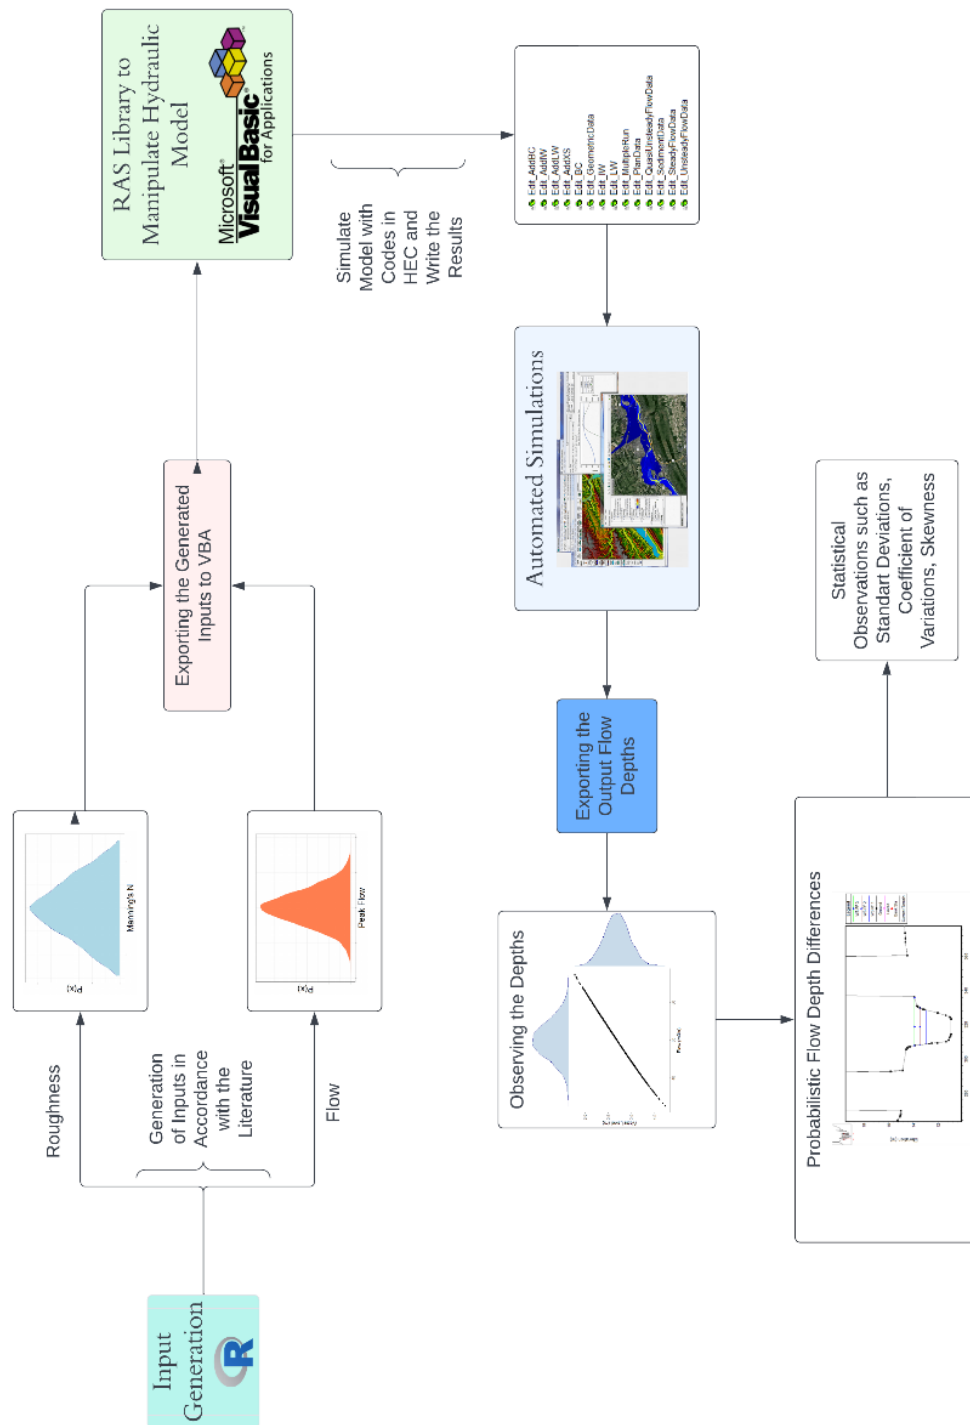 Input
Generation
R
Roughness
Generation
of Inputs in
Accordance
with the
Literature
Flow
P(x)
Manning's N
P(x)
Peak Flow
Exporting the Generated
Inputs to VBA
RAS Library to
Manipulate Hydraulic
Model
Microsoft®
Visual Basic®
for Applications
Simulate
Model with
Codes in
HEC and
Write the
Results
Edit_AddBC
Edit_AddIW
Edit_AddLW
Edit_AddXS
Edit_BC
Edit_GeometricData
Edit_IW
Edit_LW
Edit_MultipleRun
Edit_PlanData
Edit_QuasiUnsteadyFlowData
Edit_SedimentData
Edit_SteadyFlowData
Edit_UnsteadyFlowData
Automated Simulations
Exporting the
Output Flow
Depths
Observing the Depths
Probabilistic Flow Depth Differences
Legend
Statistical
Observations such as
Standart Deviations,
Coefficient of
Variations, Skewness